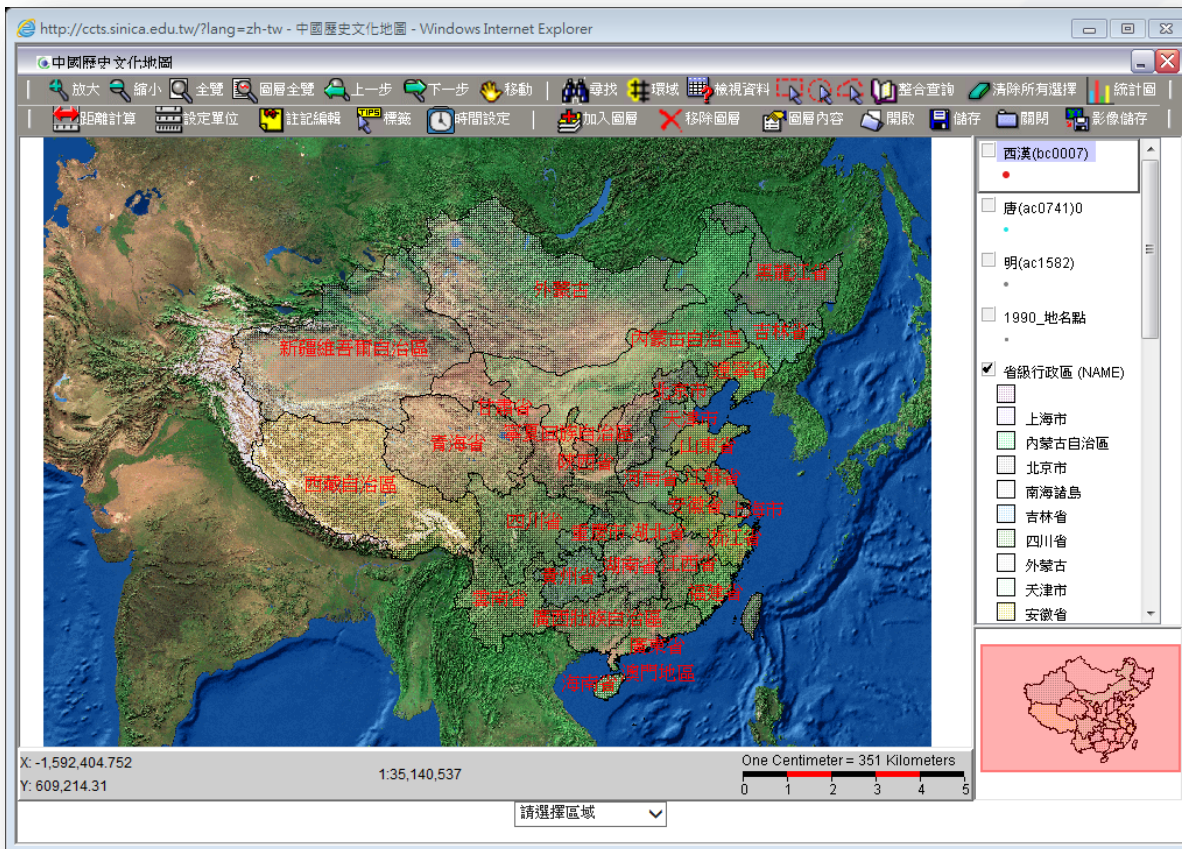 http://ccts.sinica.edu.tw/?lang=zh-tw - 中國歷史文化地圖 - Windows Internet Explorer
中國歷史文化地圖
放大 縮小 全覽 圖層全覽 上一步 下一步 移動 尋找 環域 檢視資料 整合查詢 清除所有選擇 統計圖
距離計算 設定單位 註記編輯 TIPS 標籤 時間設定 加入圖層 移除圖層 圖層內容 開啟 儲存 關閉 影像儲存
黑龍江省
外蒙古
吉林省
內蒙古自治區
新疆維吾爾自治區
遼寧省
北京市
甘肅省
天津市
寧夏回族自治區
青海省
山東省
陝西省
西藏自治區
河南省
江蘇省
安徽省
上海市
四川省
重慶市
湖北省
浙江省
湖南省
江西省
貴州省
雲南省
福建省
廣西壯族自治區
廣東省
澳門地區
海南省
西漢(bc0007)
唐(ac0741)0
明(ac1582)
1990_地名點
省級行政區 (NAME)
上海市
內蒙古自治區
北京市
南海諸島
吉林省
四川省
外蒙古
天津市
安徽省
X: -1,592,404.752
Y: 609,214.31
1:35,140,537
One Centimeter = 351 Kilometers
0 1 2 3 4 5
請選擇區域